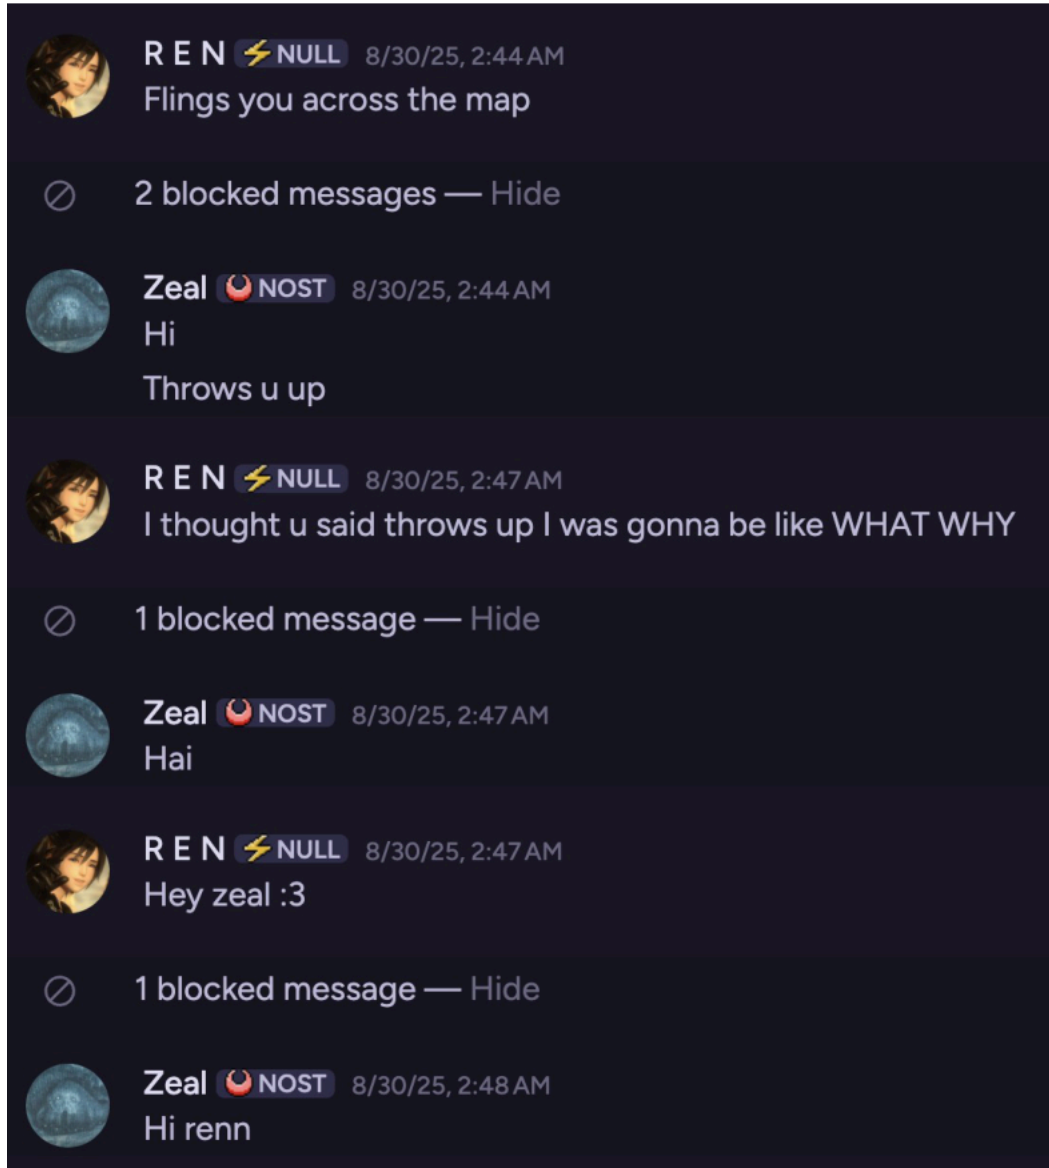 R E N ⚡ NULL 8/30/25, 2:44 AM
Flings you across the map
2 blocked messages — Hide
Zeal NOST 8/30/25, 2:44 AM
Hi
Throws u up
R E N ⚡ NULL 8/30/25, 2:47 AM
I thought u said throws up I was gonna be like WHAT WHY
1 blocked message — Hide
Zeal NOST 8/30/25, 2:47 AM
Hai
R E N ⚡ NULL 8/30/25, 2:47 AM
Hey zeal :3
1 blocked message — Hide
Zeal NOST 8/30/25, 2:48 AM
Hi renn